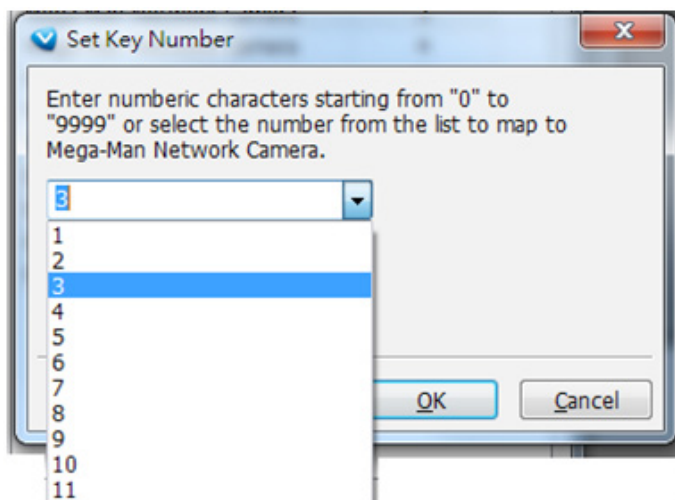 Set Key Number
Enter numberic characters starting from "0" to
"9999" or select the number from the list to map to
Mega-Man Network Camera.
3
1
2
3
4
5
6
7
8
9
10
11
OK
Cancel